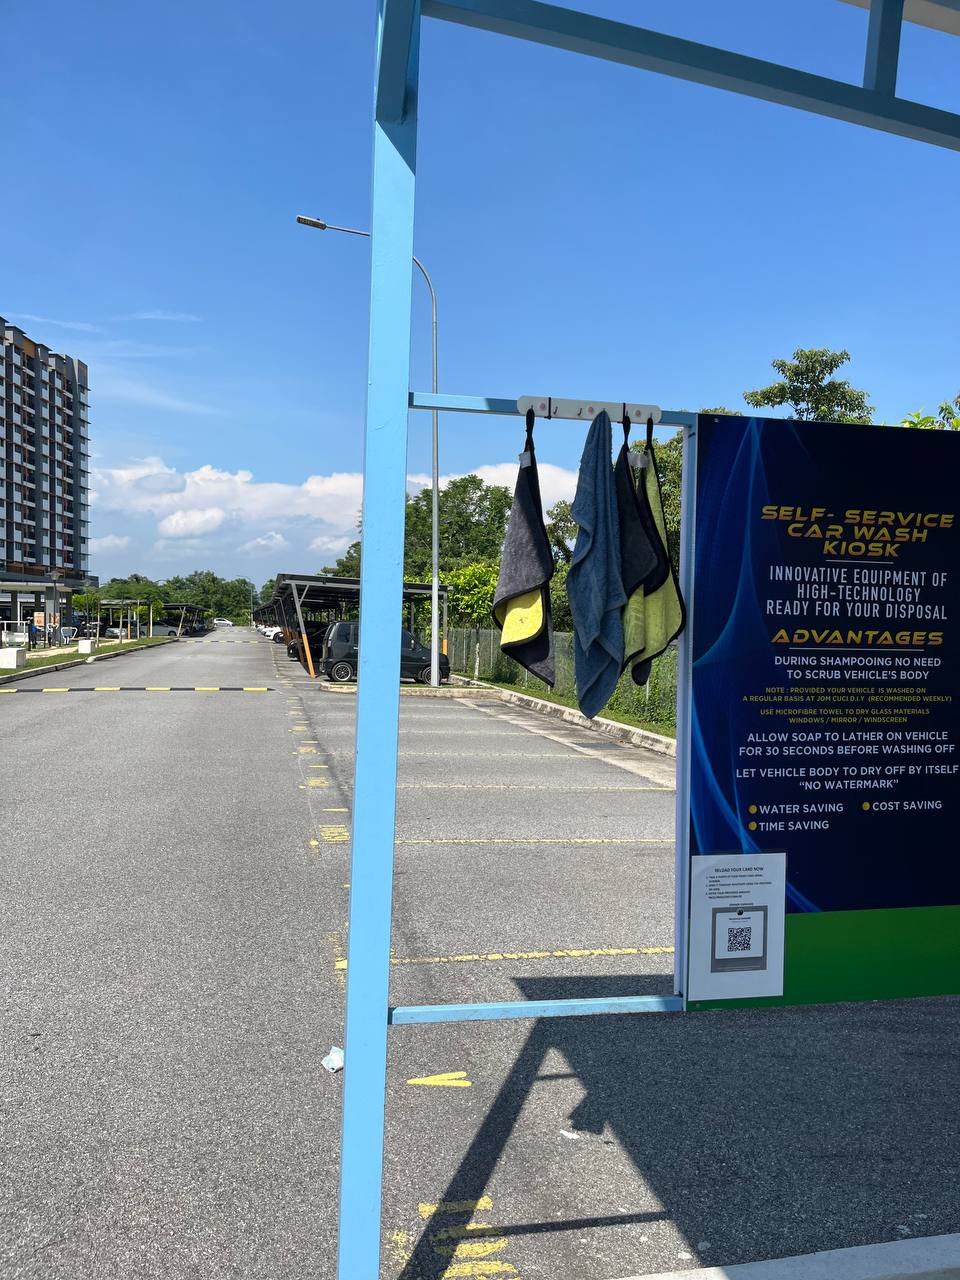 SELF- SERVICE
CAR WASH
KIOSK
INNOVATIVE EQUIPMENT OF
HIGH-TECHNOLOGY
READY FOR YOUR DISPOSAL
ADVANTAGES
DURING SHAMPOOING NO NEED
TO SCRUB VEHICLE'S BODY
NOTE : PROVIDED YOUR VEHICLE IS WASHED ON
A REGULAR BASIS AT JOM CUCI D.I.Y (RECOMMENDED WEEKLY)
USE MICROFIBRE TOWEL TO DRY GLASS MATERIALS
WINDOWS / MIRROR / WINDSCREEN
ALLOW SOAP TO LATHER ON VEHICLE
FOR 30 SECONDS BEFORE WASHING OFF
LET VEHICLE BODY TO DRY OFF BY ITSELF
"NO WATERMARK"
WATER SAVING
COST SAVING
TIME SAVING
RELOAD YOUR CARD NOW